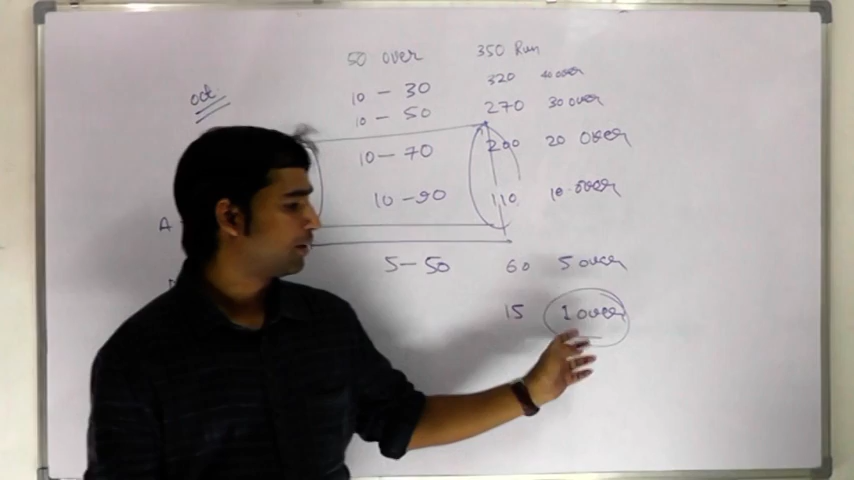 50 over 350 Run
10 - 30 320 40 over
oct.
10 - 50 270 30 over
10 - 70 200 20 over
10 - 90 110 10 over
A
5 - 50 60 5 over
15 1 over